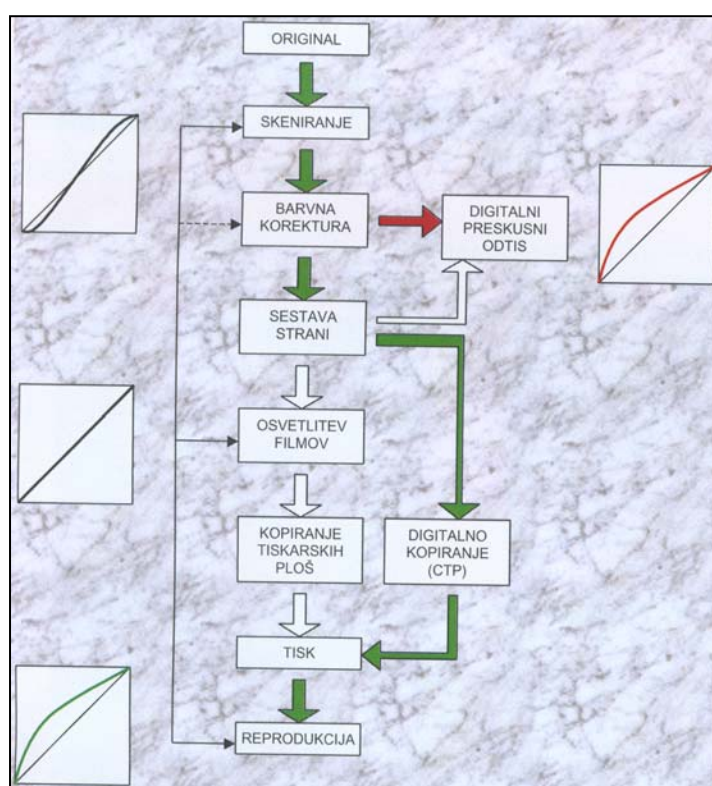 ORIGINAL
SKENIRANJE
BARVNA
KOREKTURA
DIGITALNI
PRESKUSNI
ODTIS
SESTAVA
STRANI
OSVETLITEV
FILMOV
KOPIRANJE
TISKARSKIH
PLOŠ
DIGITALNO
KOPIRANJE
(CTP)
TISK
REPRODUKCIJA